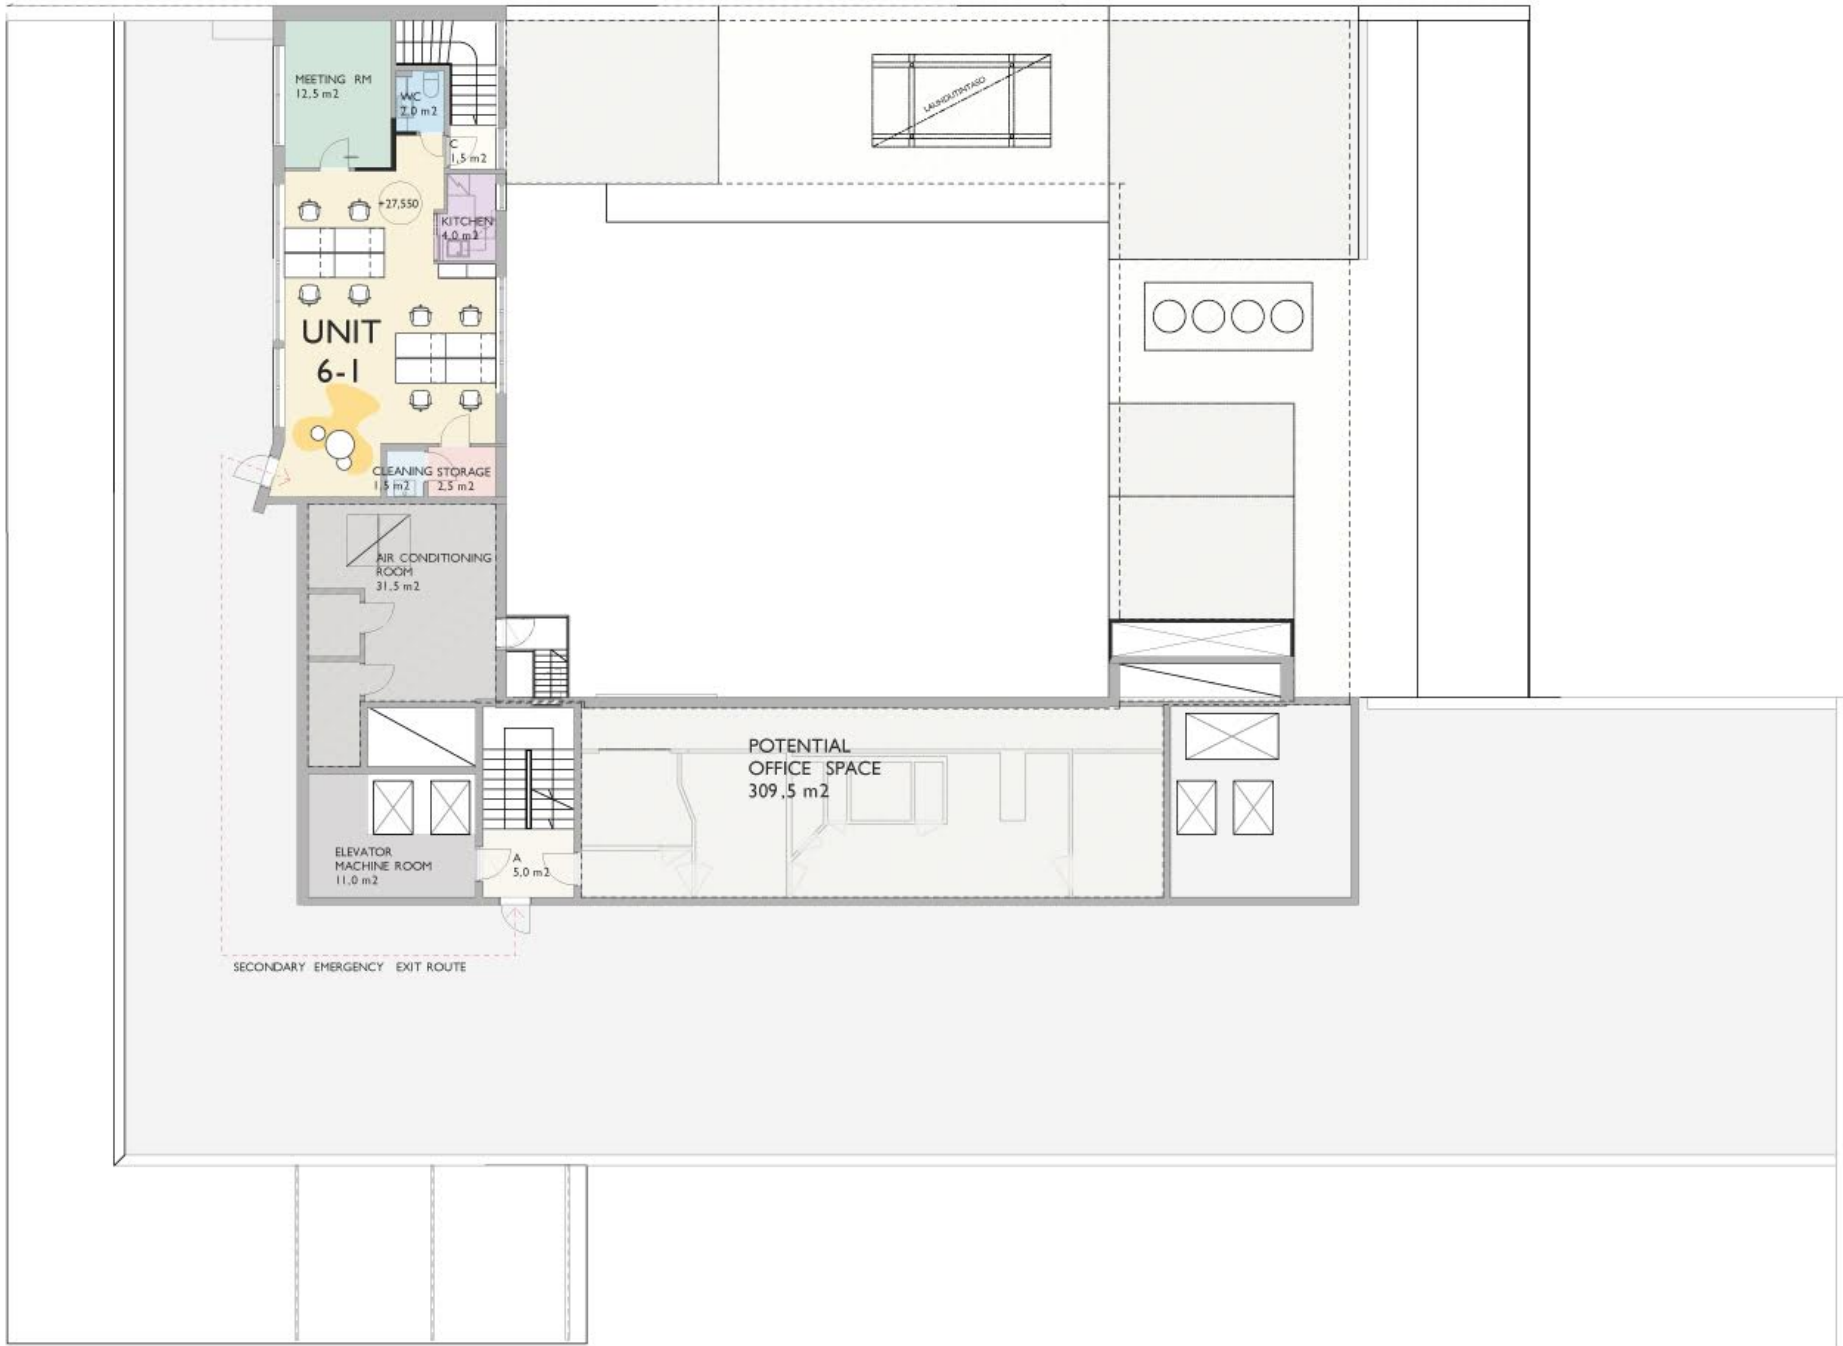 MEETING RM
12,5 m2
WC
2,0 m2
C
1,5 m2
+27,550
KITCHEN
4,0 m2
UNIT
6-1
CLEANING
1,5 m2
STORAGE
2,5 m2
AIR CONDITIONING
ROOM
31,5 m2
LAUHDUTINTASO
POTENTIAL
OFFICE SPACE
309,5 m2
ELEVATOR
MACHINE ROOM
11,0 m2
A
5,0 m2
SECONDARY EMERGENCY EXIT ROUTE